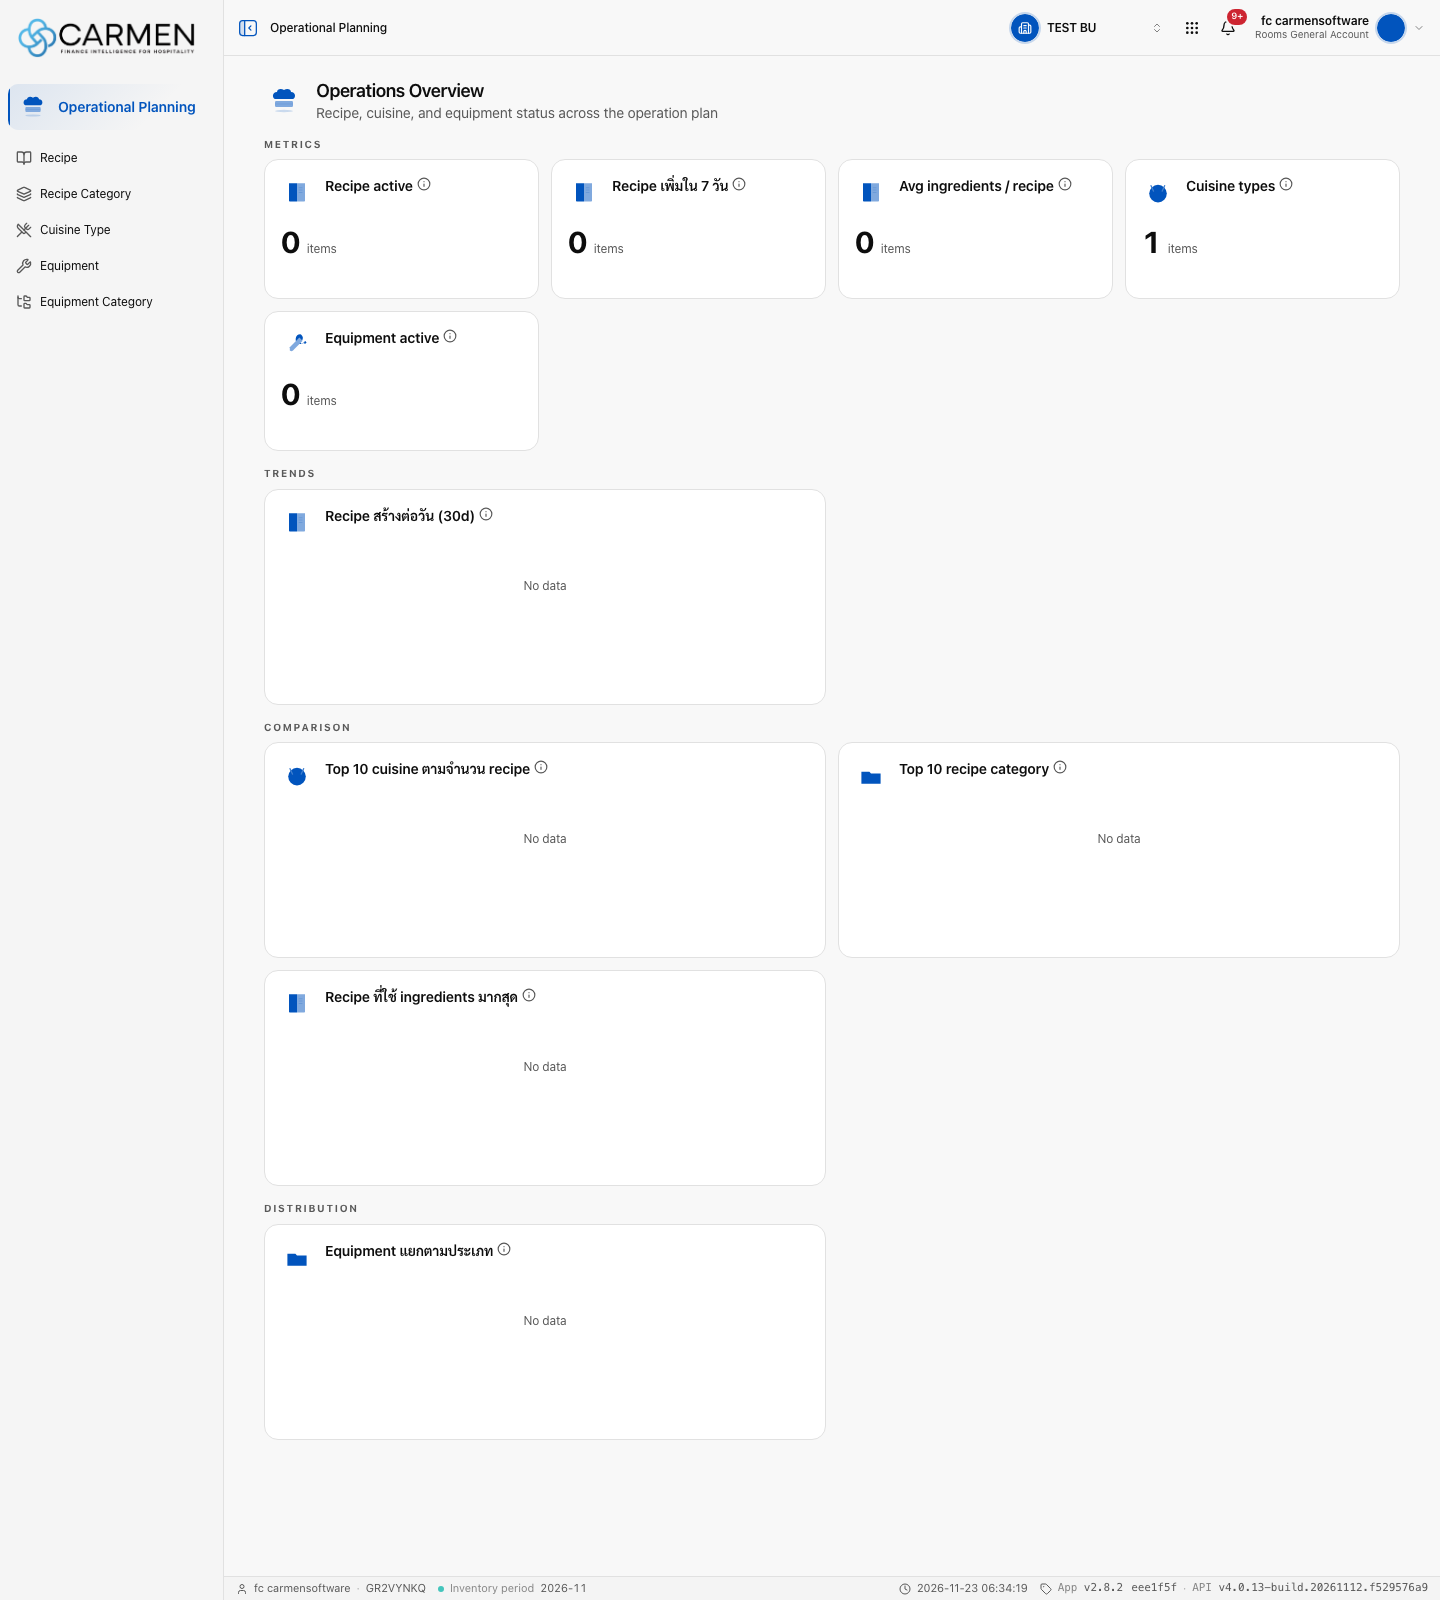 CARMEN
FINANCE INTELLIGENCE FOR HOSPITALITY
Operational Planning
Recipe
Recipe Category
Cuisine Type
Equipment
Equipment Category
Operational Planning
TEST BU
9+
fc carmensoftware
Rooms General Account
Operations Overview
Recipe, cuisine, and equipment status across the operation plan
METRICS
Recipe active
0 items
Recipe เพิ่มใน 7 วัน
0 items
Avg ingredients / recipe
0 items
Cuisine types
1 items
Equipment active
0 items
TRENDS
Recipe สร้างต่อวัน (30d)
No data
COMPARISON
Top 10 cuisine ตามจำนวน recipe
No data
Top 10 recipe category
No data
Recipe ที่ใช้ ingredients มากสุด
No data
DISTRIBUTION
Equipment แยกตามประเภท
No data
fc carmensoftware · GR2VYNKQ Inventory period 2026-11
2026-11-23 06:34:19 App v2.8.2 eee1f5f · API v4.0.13-build.20261112.f529576a9